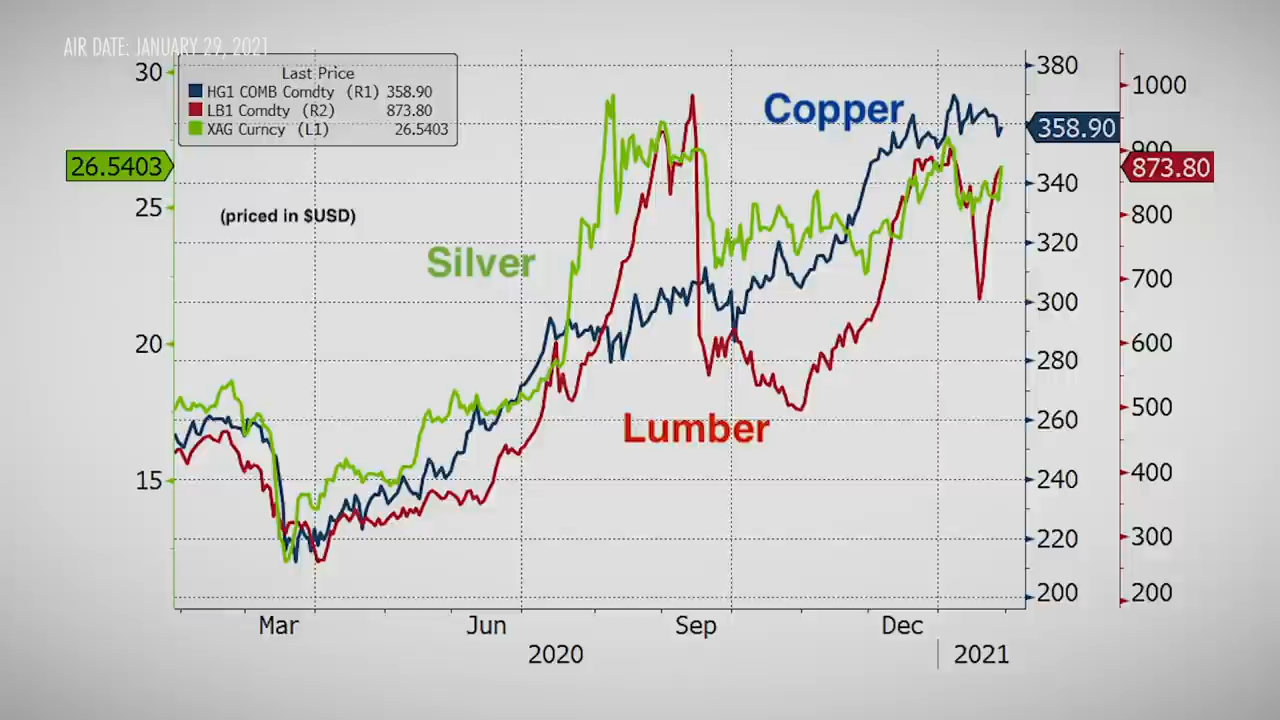 AIR DATE: JANUARY 29, 2021
Last Price
HG1 COMB Comdty (R1) 358.90
LB1 Comdty (R2) 873.80
XAG Curncy (L1) 26.5403
(priced in $USD)
Silver
Copper
Lumber
30
26.5403
25
20
15
380
358.90
340
320
300
280
260
240
220
200
1000
900
873.80
800
700
600
500
400
300
200
Mar Jun Sep Dec
2020 2021